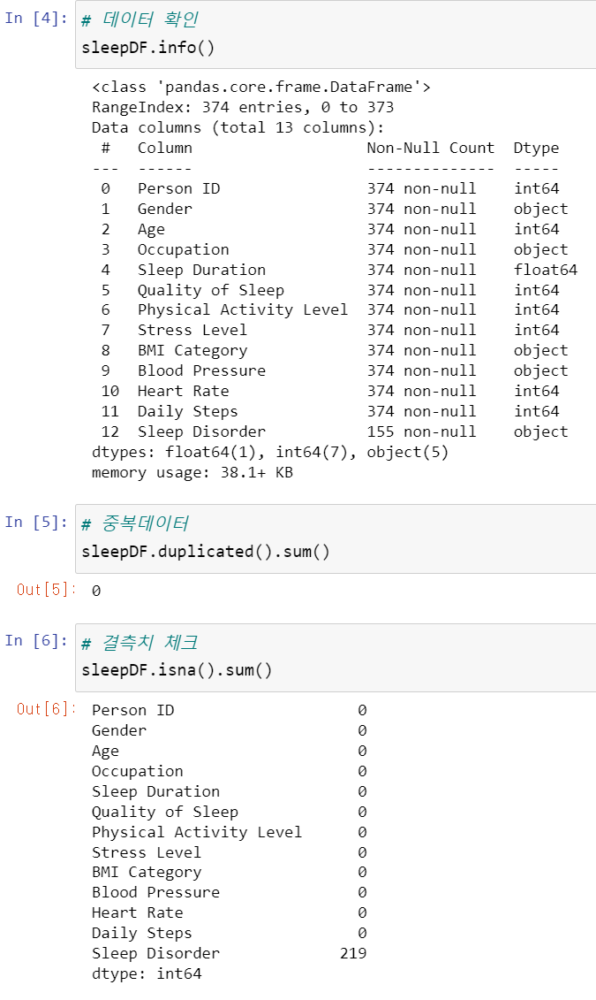 In [4]: # 데이터 확인
sleepDF.info()
<class 'pandas.core.frame.DataFrame'>
RangeIndex: 374 entries, 0 to 373
Data columns (total 13 columns):
 #   Column                   Non-Null Count  Dtype
---  ------                   --------------  -----
 0   Person ID                374 non-null    int64
 1   Gender                   374 non-null    object
 2   Age                      374 non-null    int64
 3   Occupation               374 non-null    object
 4   Sleep Duration           374 non-null    float64
 5   Quality of Sleep         374 non-null    int64
 6   Physical Activity Level  374 non-null    int64
 7   Stress Level             374 non-null    int64
 8   BMI Category             374 non-null    object
 9   Blood Pressure           374 non-null    object
 10  Heart Rate               374 non-null    int64
 11  Daily Steps              374 non-null    int64
 12  Sleep Disorder           155 non-null    object
dtypes: float64(1), int64(7), object(5)
memory usage: 38.1+ KB
In [5]: # 중복데이터
sleepDF.duplicated().sum()
Out[5]: 0
In [6]: # 결측치 체크
sleepDF.isna().sum()
Out[6]: Person ID                    0
Gender                       0
Age                          0
Occupation                   0
Sleep Duration               0
Quality of Sleep             0
Physical Activity Level      0
Stress Level                 0
BMI Category                 0
Blood Pressure               0
Heart Rate                   0
Daily Steps                  0
Sleep Disorder             219
dtype: int64